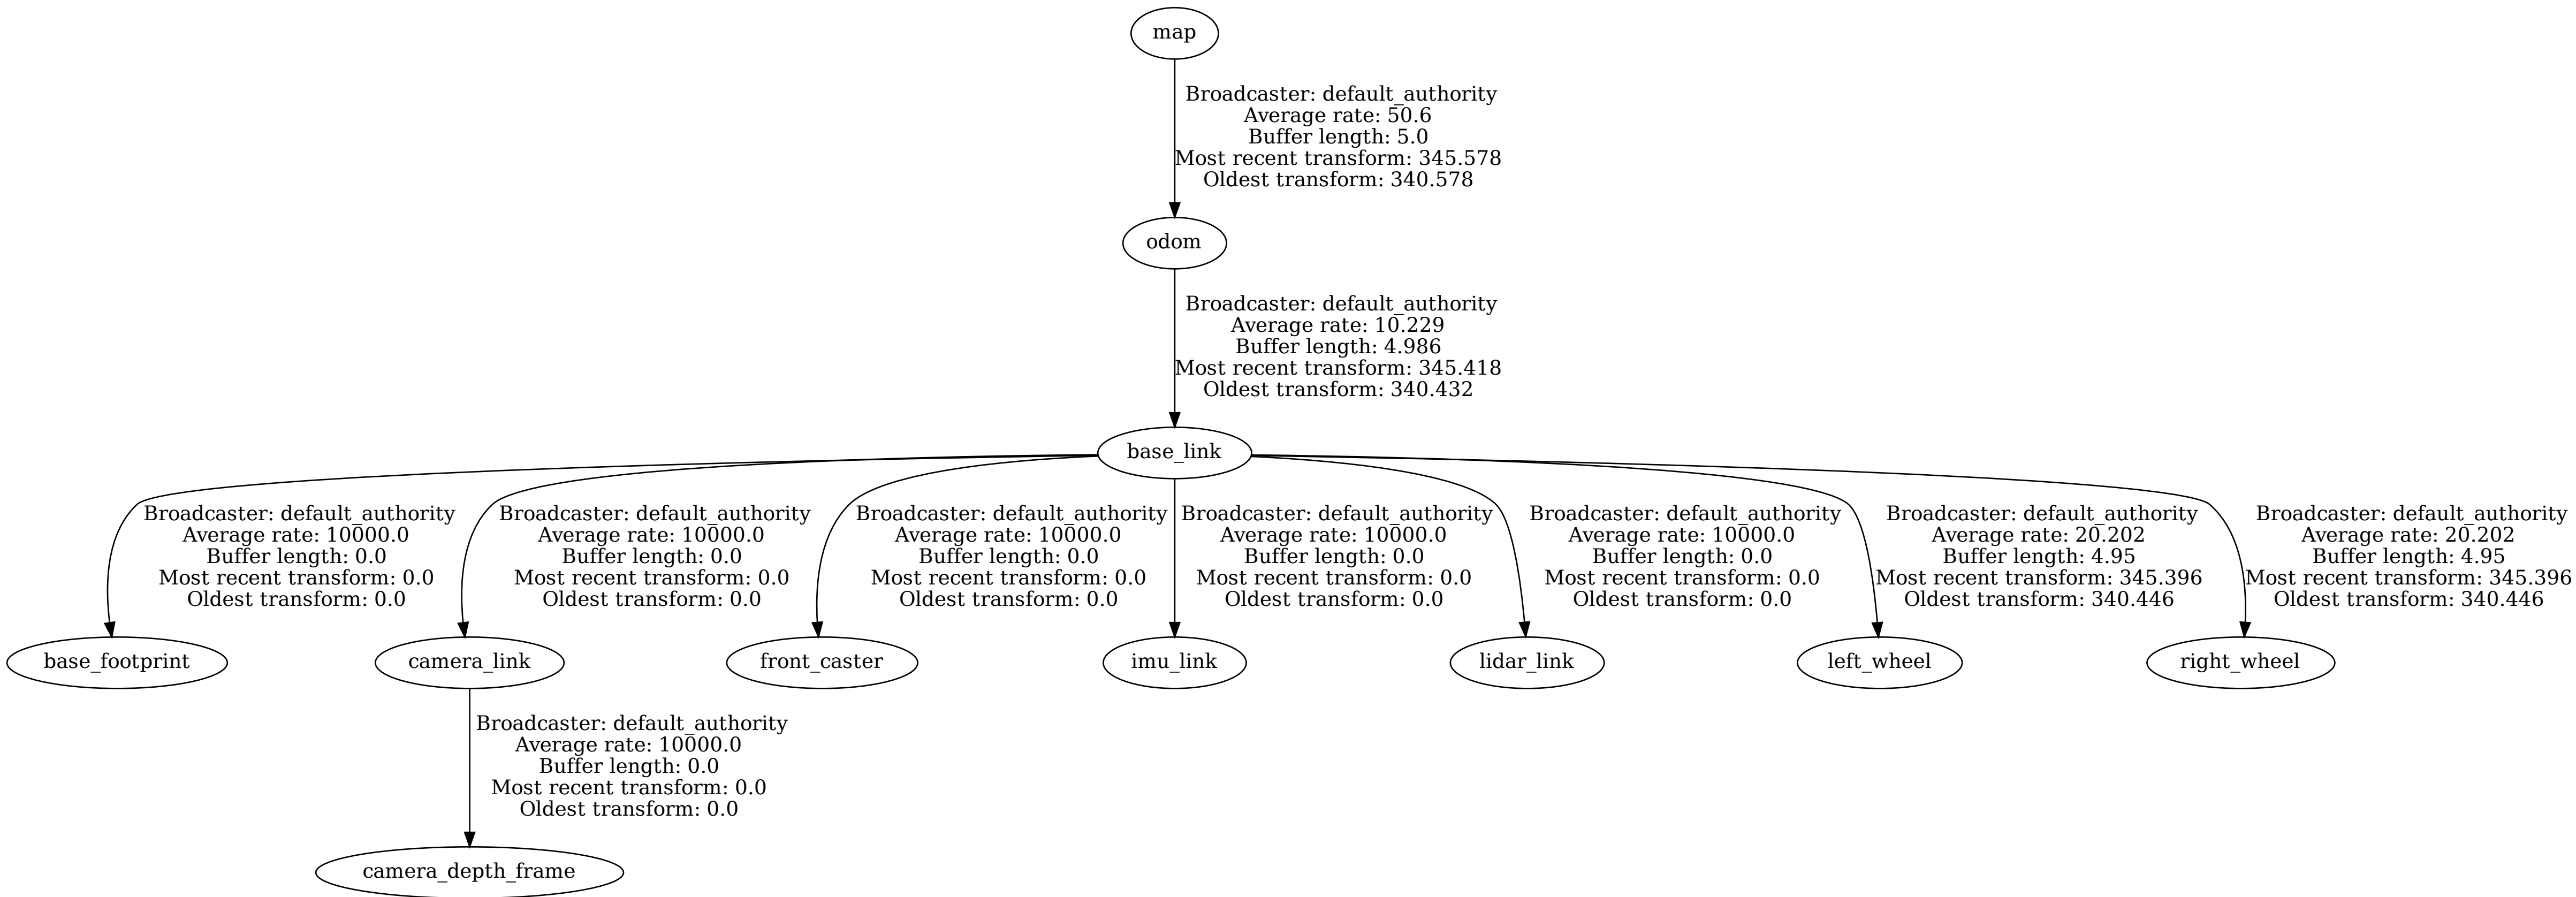 map
Broadcaster: default_authority
Average rate: 50.6
Buffer length: 5.0
Most recent transform: 345.578
Oldest transform: 340.578
odom
Broadcaster: default_authority
Average rate: 10.229
Buffer length: 4.986
Most recent transform: 345.418
Oldest transform: 340.432
base_link
Broadcaster: default_authority
Average rate: 10000.0
Buffer length: 0.0
Most recent transform: 0.0
Oldest transform: 0.0
Broadcaster: default_authority
Average rate: 10000.0
Buffer length: 0.0
Most recent transform: 0.0
Oldest transform: 0.0
Broadcaster: default_authority
Average rate: 10000.0
Buffer length: 0.0
Most recent transform: 0.0
Oldest transform: 0.0
Broadcaster: default_authority
Average rate: 10000.0
Buffer length: 0.0
Most recent transform: 0.0
Oldest transform: 0.0
Broadcaster: default_authority
Average rate: 10000.0
Buffer length: 0.0
Most recent transform: 0.0
Oldest transform: 0.0
Broadcaster: default_authority
Average rate: 20.202
Buffer length: 4.95
Most recent transform: 345.396
Oldest transform: 340.446
Broadcaster: default_authority
Average rate: 20.202
Buffer length: 4.95
Most recent transform: 345.396
Oldest transform: 340.446
base_footprint
camera_link
front_caster
imu_link
lidar_link
left_wheel
right_wheel
Broadcaster: default_authority
Average rate: 10000.0
Buffer length: 0.0
Most recent transform: 0.0
Oldest transform: 0.0
camera_depth_frame